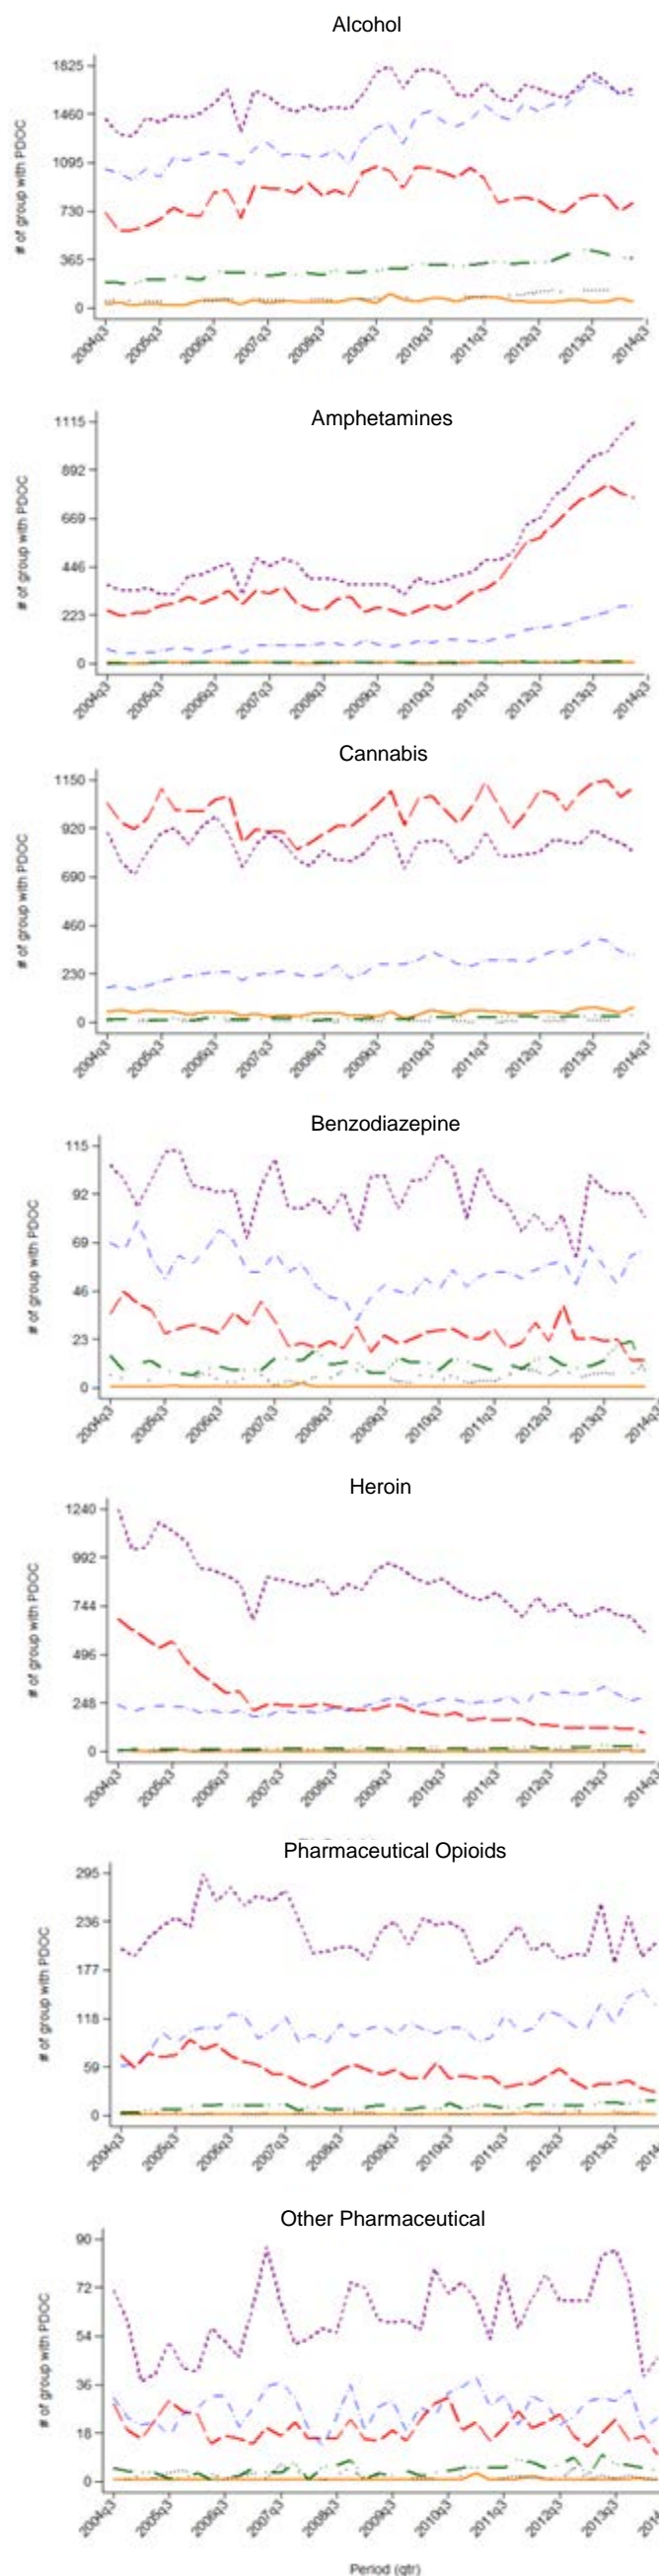 Alcohol
# of group with PDOC
1825
1460
1095
730
365
0
2004q3 2005q3 2006q3 2007q3 2008q3 2009q3 2010q3 2011q3 2012q3 2013q3 2014q3
Amphetamines
# of group with PDOC
1115
892
669
446
223
0
2004q3 2005q3 2006q3 2007q3 2008q3 2009q3 2010q3 2011q3 2012q3 2013q3 2014q3
Cannabis
# of group with PDOC
1150
920
690
460
230
0
2004q3 2005q3 2006q3 2007q3 2008q3 2009q3 2010q3 2011q3 2012q3 2013q3 2014q3
Benzodiazepine
# of group with PDOC
115
92
69
46
23
0
2004q3 2005q3 2006q3 2007q3 2008q3 2009q3 2010q3 2011q3 2012q3 2013q3 2014q3
Heroin
# of group with PDOC
1240
992
744
496
248
0
2004q3 2005q3 2006q3 2007q3 2008q3 2009q3 2010q3 2011q3 2012q3 2013q3 2014q3
Pharmaceutical Opioids
# of group with PDOC
295
236
177
118
59
0
2004q3 2005q3 2006q3 2007q3 2008q3 2009q3 2010q3 2011q3 2012q3 2013q3 2014
Other Pharmaceutical
# of group with PDOC
90
72
54
36
18
0
2004q3 2005q3 2006q3 2007q3 2008q3 2009q3 2010q3 2011q3 2012q3 2013q3 2014
Period (qtr)